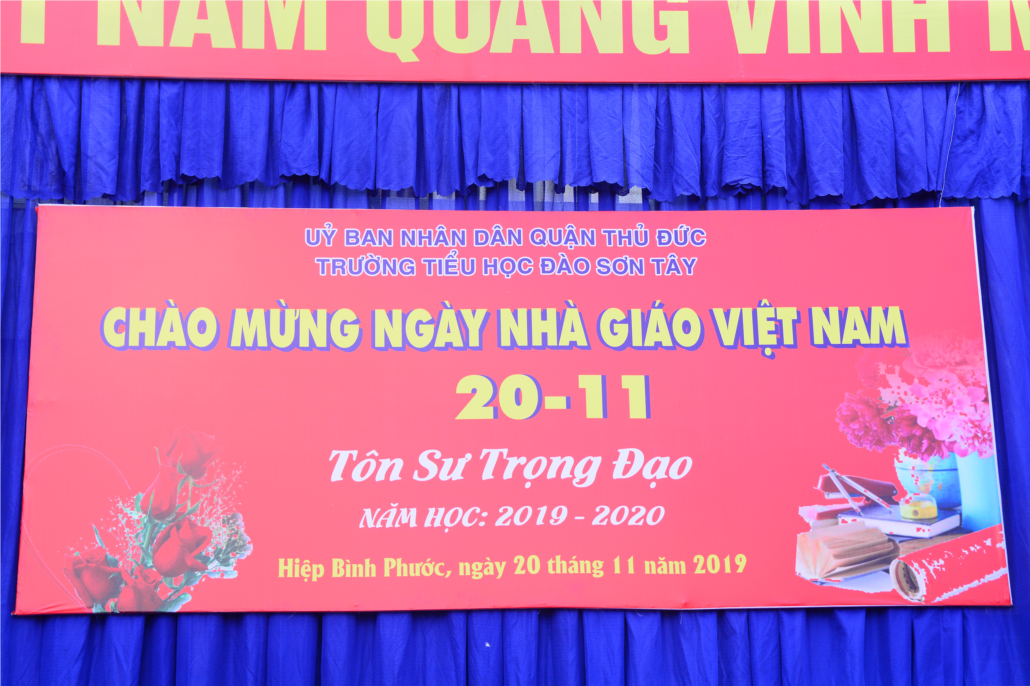 NAM QUANG VINH
UỶ BAN NHÂN DÂN QUẬN THỦ ĐỨC
TRƯỜNG TIỂU HỌC ĐÀO SƠN TÂY
CHÀO MỪNG NGÀY NHÀ GIÁO VIỆT NAM
20-11
Tôn Sư Trọng Đạo
NĂM HỌC: 2019 - 2020
Hiệp Bình Phước, ngày 20 tháng 11 năm 2019